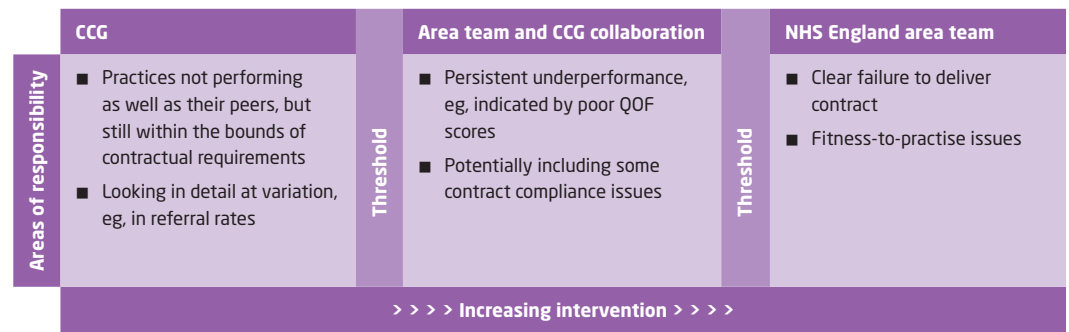 CCG
Area team and CCG collaboration
NHS England area team
Areas of responsibility
■ Practices not performing
as well as their peers, but
still within the bounds of
contractual requirements
■ Looking in detail at variation,
eg, in referral rates
Threshold
■ Persistent underperformance,
eg, indicated by poor QOF
scores
■ Potentially including some
contract compliance issues
Threshold
■ Clear failure to deliver
contract
■ Fitness-to-practise issues
> > > > Increasing intervention > > > >